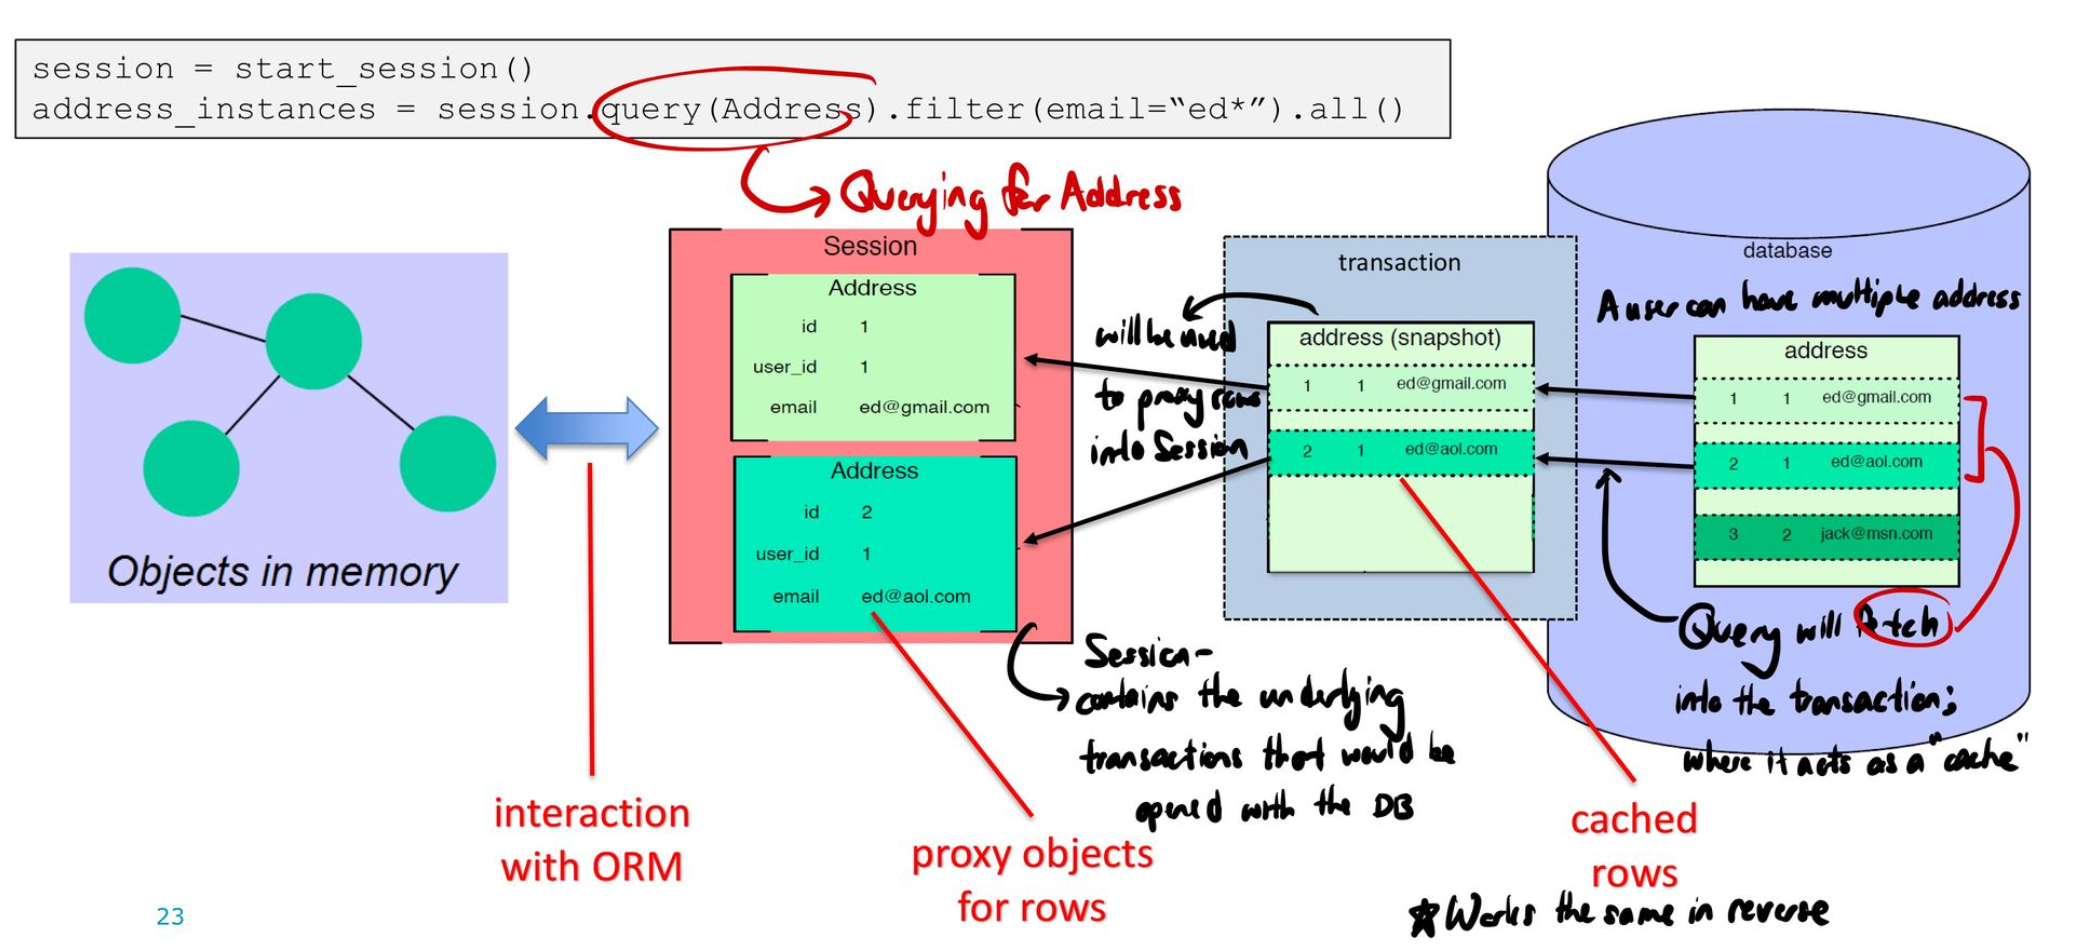 session = start_session()
address_instances = session.query(Address).filter(email=“ed*”).all()
Querying for Address
Objects in memory
Session
Address
id 1
user_id 1
email ed@gmail.com
Address
id 2
user_id 1
email ed@aol.com
will be used
to proxy rows
into Session
transaction
address (snapshot)
1 1 ed@gmail.com
2 1 ed@aol.com
database
A user can have multiple address
address
1 1 ed@gmail.com
2 1 ed@aol.com
3 2 jack@msn.com
Query will fetch
into the transaction;
where it acts as a "cache"
Session-
contains the underlying
transactions that would be
opened with the DB
interaction
with ORM
proxy objects
for rows
cached
rows
Works the same in reverse
23